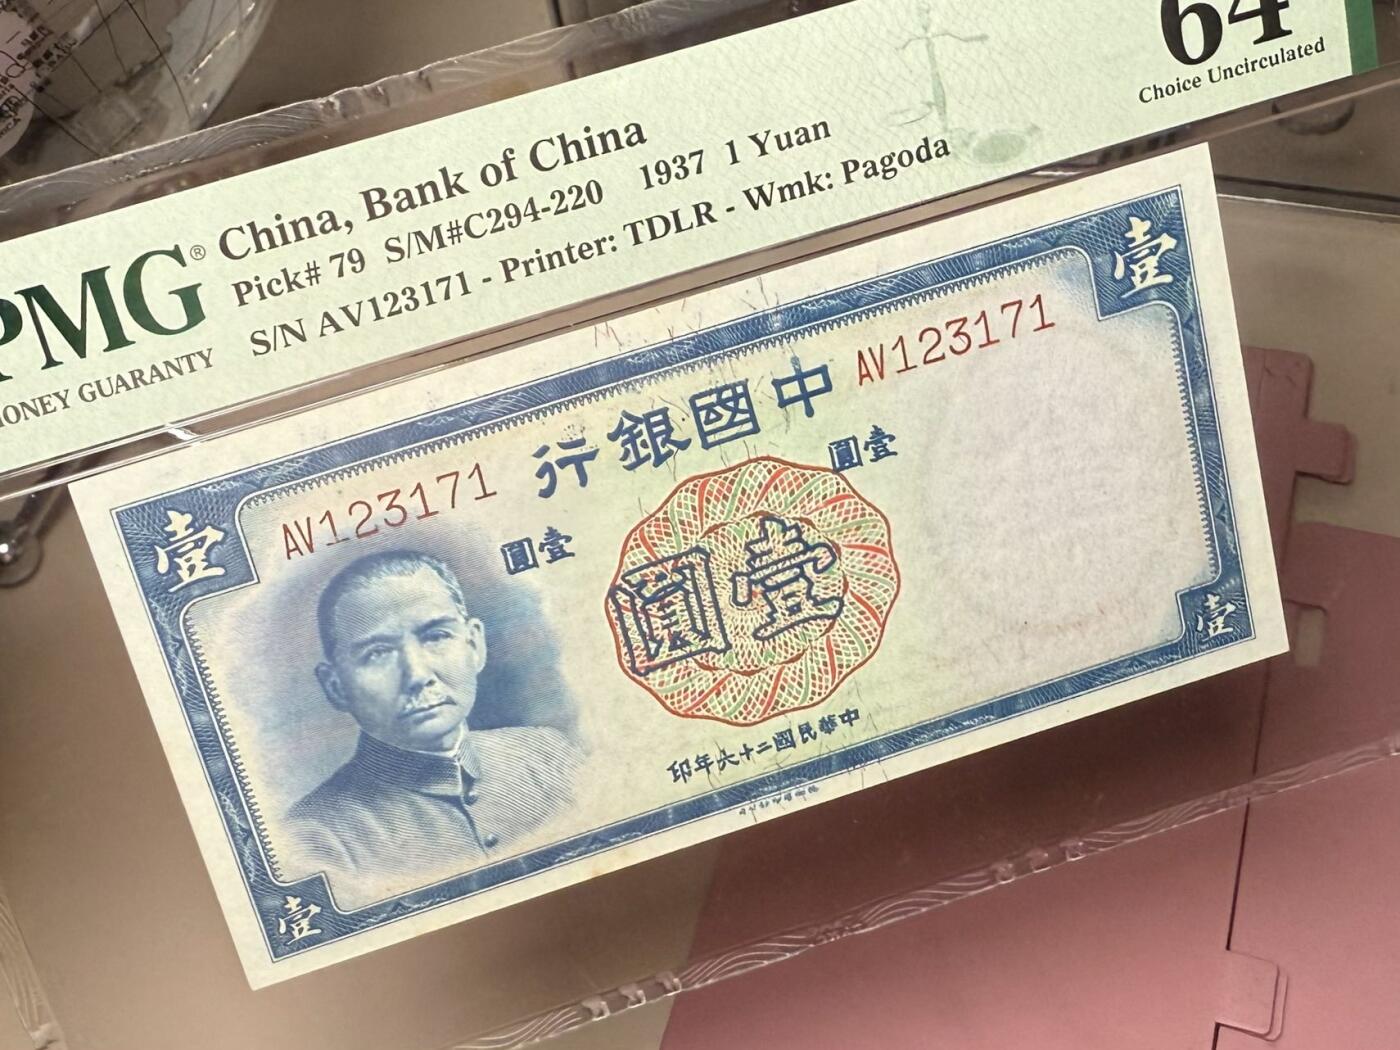 64
Choice Uncirculated
PMG®
MONEY GUARANTY
China, Bank of China
Pick# 79 S/M#C294-220 1937 1 Yuan
S/N AV123171 - Printer: TDLR - Wmk: Pagoda
壹
壹
AV123171
AV123171
行銀國中
圓壹
圓壹
圓壹
印年六十二國民華中
壹
壹